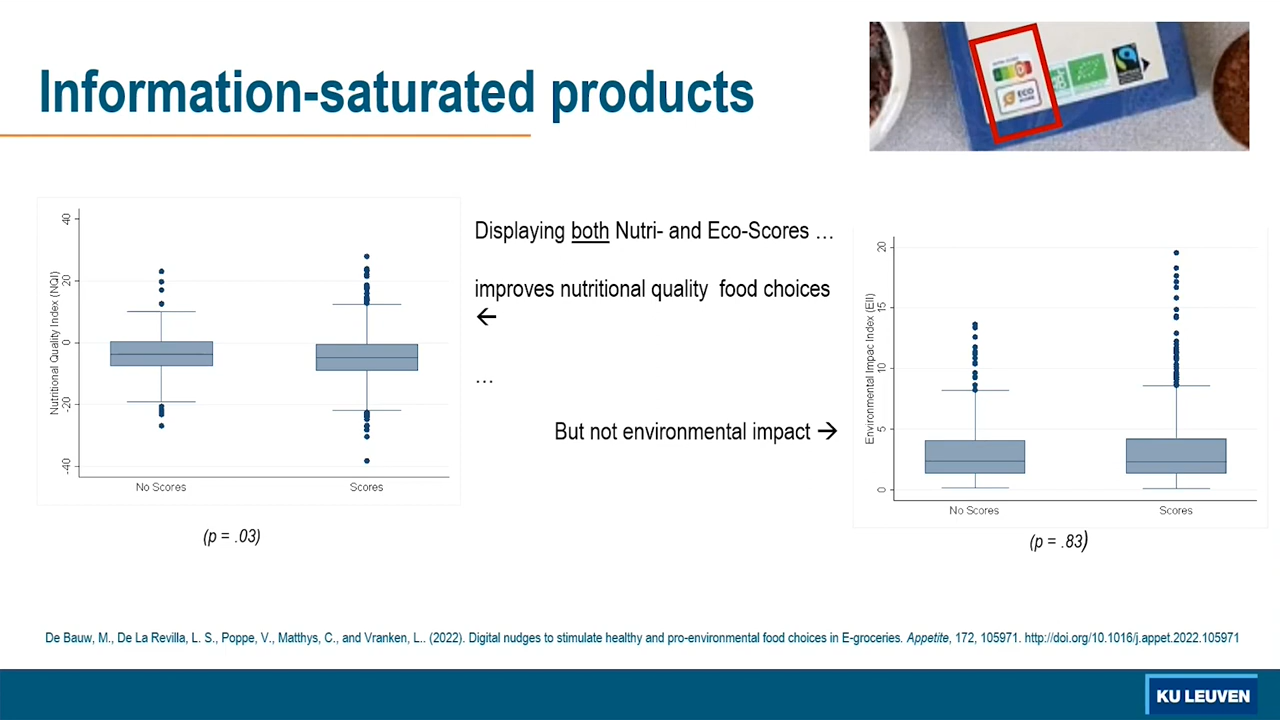 Information-saturated products
ECO
Displaying both Nutri- and Eco-Scores …
improves nutritional quality food choices
←
…
But not environmental impact →
Nutritional Quality Index (NQI)
40
20
0
-20
-40
No Scores
Scores
(p = .03)
Environmental Impac Index (EII)
20
15
10
5
0
No Scores
Scores
(p = .83)
De Bauw, M., De La Revilla, L. S., Poppe, V., Matthys, C., and Vranken, L.. (2022). Digital nudges to stimulate healthy and pro-environmental food choices in E-groceries. Appetite, 172, 105971. http://doi.org/10.1016/j.appet.2022.105971
KU LEUVEN